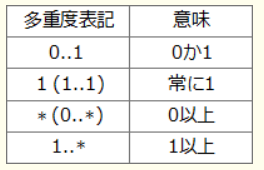 多重度表記 意味
0..1 0か1
1 (1..1) 常に1
* (0..*) 0以上
1..* 1以上